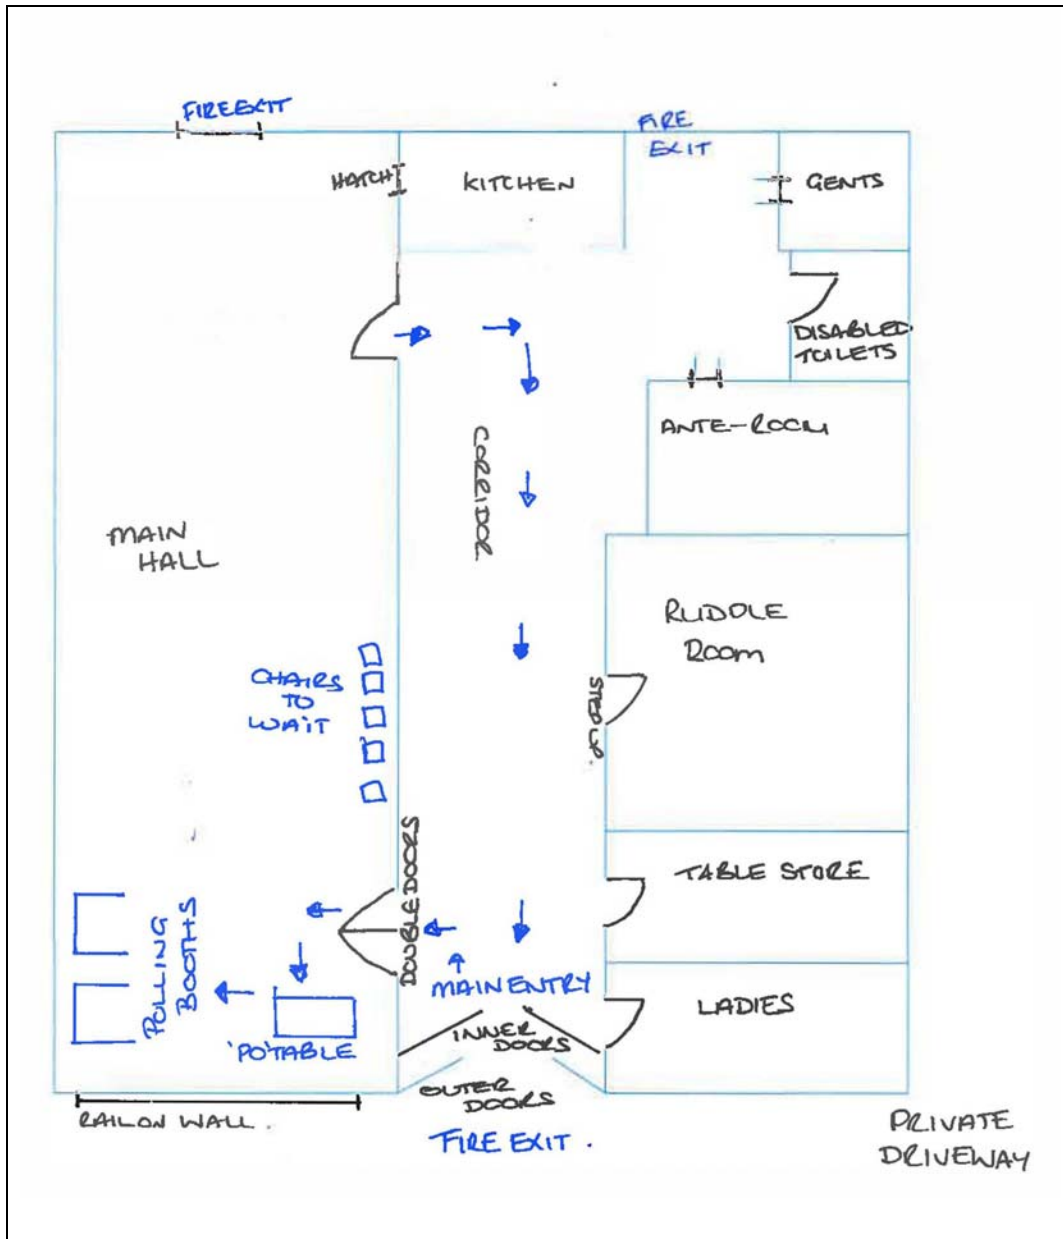 FIRE EXIT
FIRE
EXIT
HATCH
KITCHEN
GENTS
DISABLED
TOILETS
ANTE-ROOM
CORRIDOR
MAIN
HALL
RUDDLE
Room
CHAIRS
TO
WAIT
DOUBLE DOORS
TABLE STORE
POLLING
BOOTHS
MAIN ENTRY
LADIES
'PO' TABLE
INNER
DOORS
OUTER
DOORS
RAIL ON WALL.
FIRE EXIT.
PRIVATE
DRIVEWAY